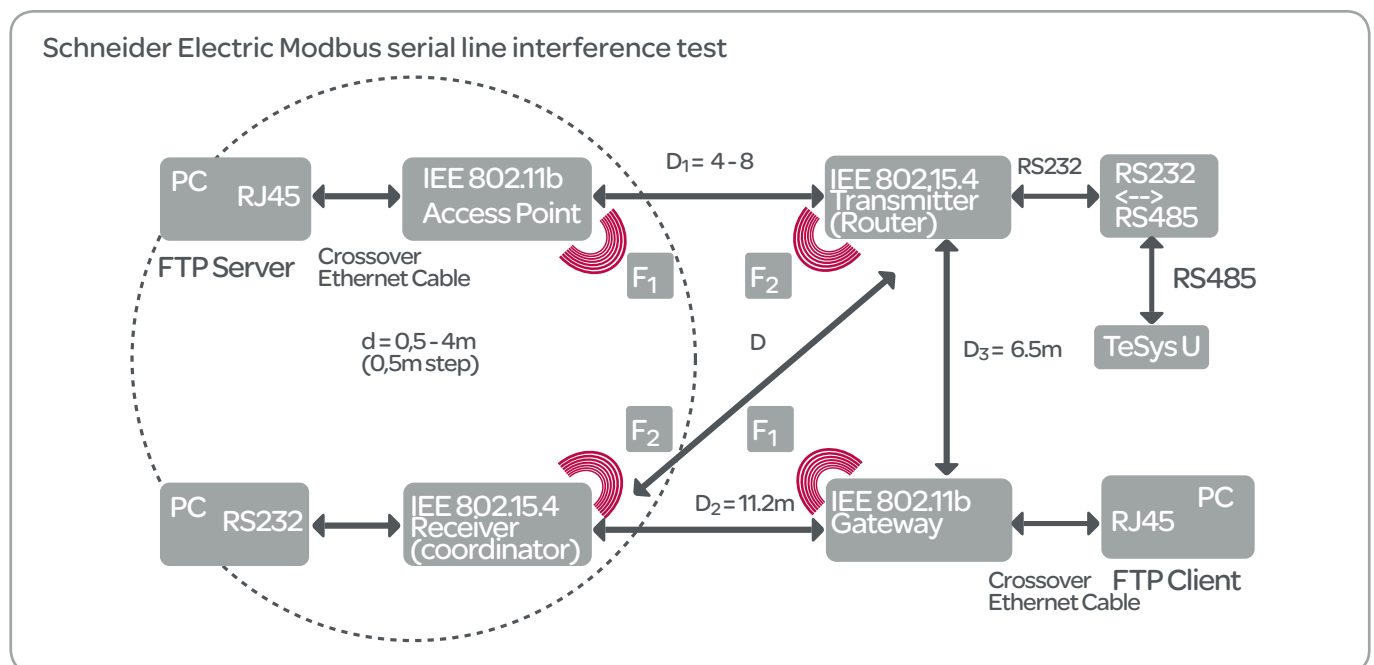 Schneider Electric Modbus serial line interference test
PC
RJ45
FTP Server
Crossover
Ethernet Cable
IEE 802.11b
Access Point
F1
D1 = 4 - 8
F2
IEE 802,15.4
Transmitter
(Router)
RS232
RS232
<-->
RS485
RS485
TeSys U
d = 0,5 - 4m
(0,5m step)
D
D3 = 6.5m
F2
F1
PC
RS232
IEE 802.15.4
Receiver
(coordinator)
D2 = 11.2m
IEE 802.11b
Gateway
PC
RJ45
Crossover
Ethernet Cable
FTP Client